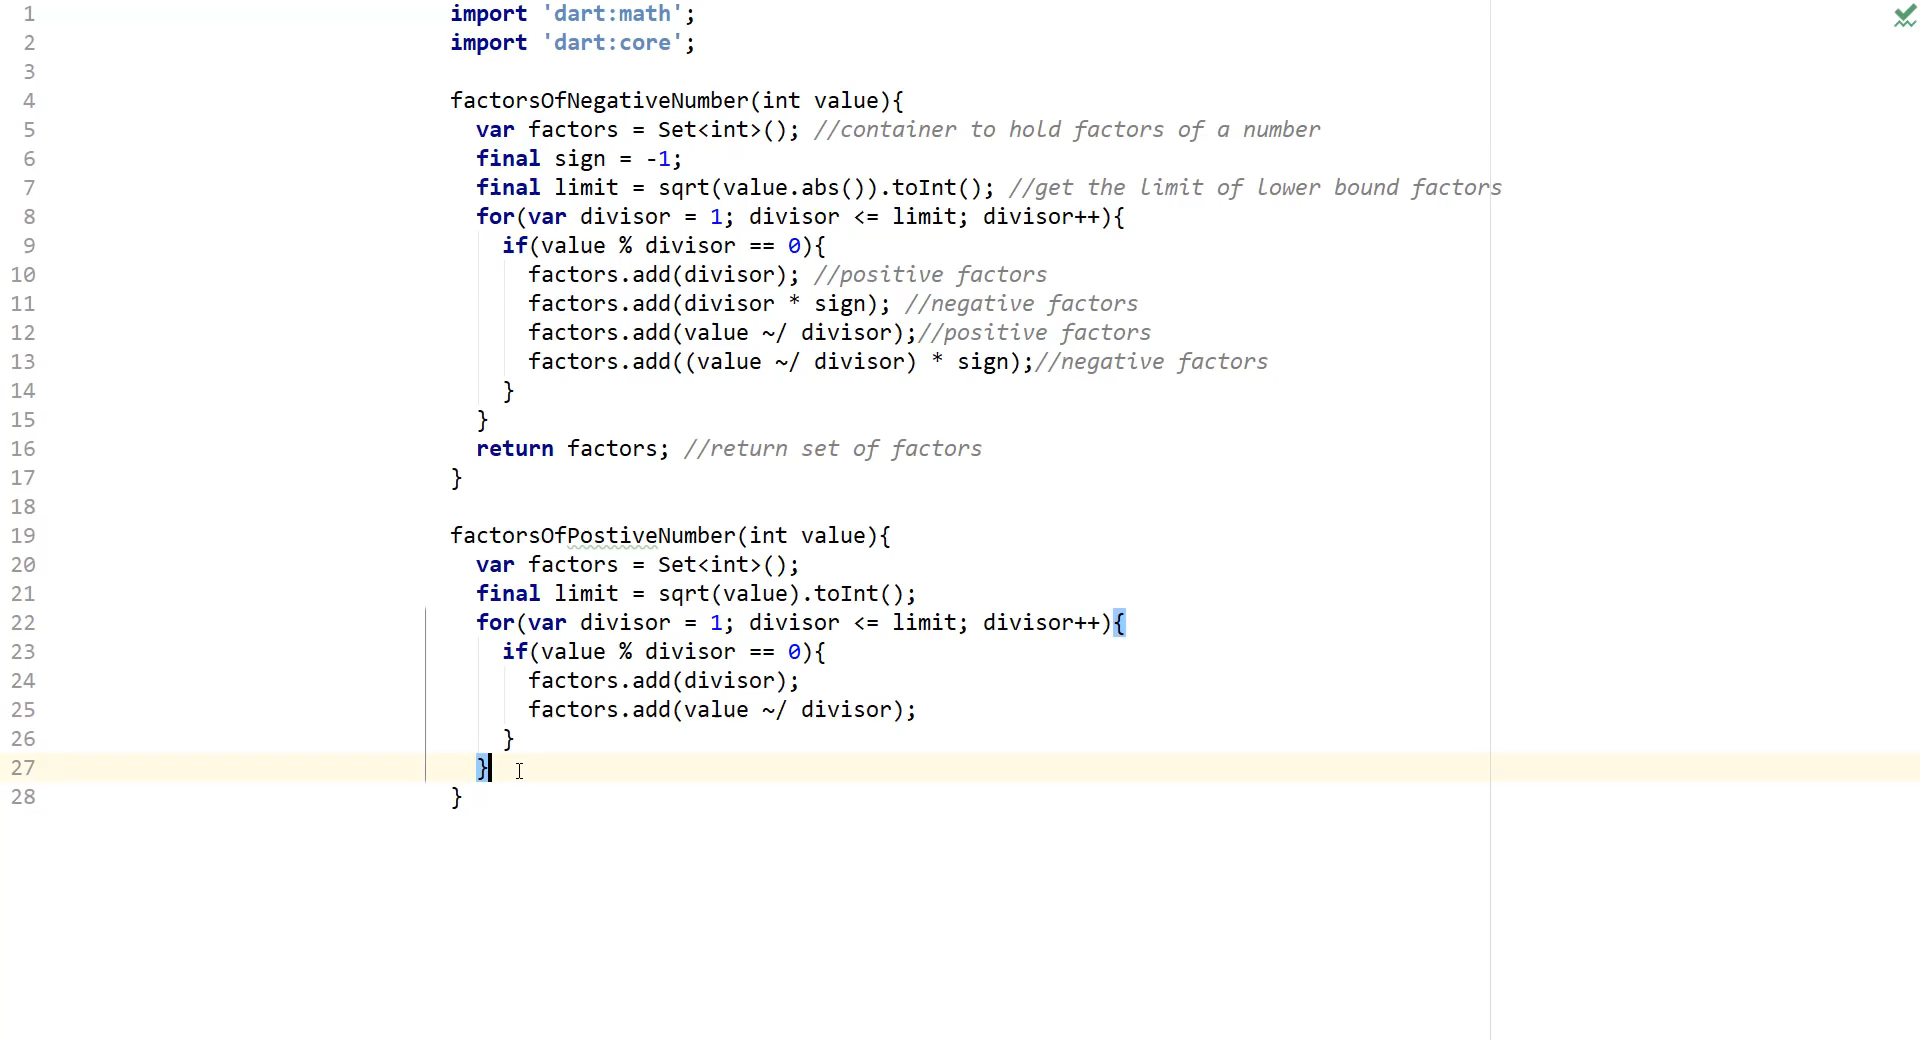 1 import 'dart:math';
2 import 'dart:core';
3
4 factorsOfNegativeNumber(int value){
5   var factors = Set<int>(); //container to hold factors of a number
6   final sign = -1;
7   final limit = sqrt(value.abs()).toInt(); //get the limit of lower bound factors
8   for(var divisor = 1; divisor <= limit; divisor++){
9     if(value % divisor == 0){
10       factors.add(divisor); //positive factors
11       factors.add(divisor * sign); //negative factors
12       factors.add(value ~/ divisor);//positive factors
13       factors.add((value ~/ divisor) * sign);//negative factors
14     }
15   }
16   return factors; //return set of factors
17 }
18
19 factorsOfPostiveNumber(int value){
20   var factors = Set<int>();
21   final limit = sqrt(value).toInt();
22   for(var divisor = 1; divisor <= limit; divisor++){
23     if(value % divisor == 0){
24       factors.add(divisor);
25       factors.add(value ~/ divisor);
26     }
27   }
28 }